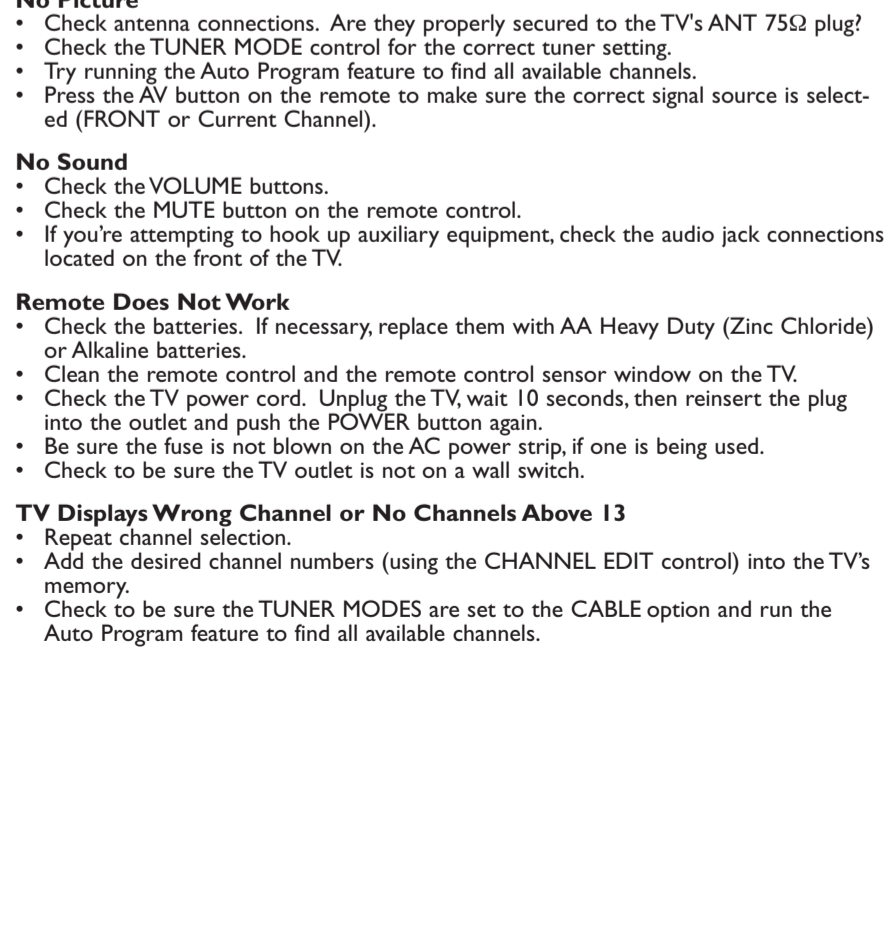 No Picture
• Check antenna connections. Are they properly secured to the TV's ANT 75Ω plug?
• Check the TUNER MODE control for the correct tuner setting.
• Try running the Auto Program feature to find all available channels.
• Press the AV button on the remote to make sure the correct signal source is select-
ed (FRONT or Current Channel).
No Sound
• Check the VOLUME buttons.
• Check the MUTE button on the remote control.
• If you're attempting to hook up auxiliary equipment, check the audio jack connections
located on the front of the TV.
Remote Does Not Work
• Check the batteries. If necessary, replace them with AA Heavy Duty (Zinc Chloride)
or Alkaline batteries.
• Clean the remote control and the remote control sensor window on the TV.
• Check the TV power cord. Unplug the TV, wait 10 seconds, then reinsert the plug
into the outlet and push the POWER button again.
• Be sure the fuse is not blown on the AC power strip, if one is being used.
• Check to be sure the TV outlet is not on a wall switch.
TV Displays Wrong Channel or No Channels Above 13
• Repeat channel selection.
• Add the desired channel numbers (using the CHANNEL EDIT control) into the TV's
memory.
• Check to be sure the TUNER MODES are set to the CABLE option and run the
Auto Program feature to find all available channels.